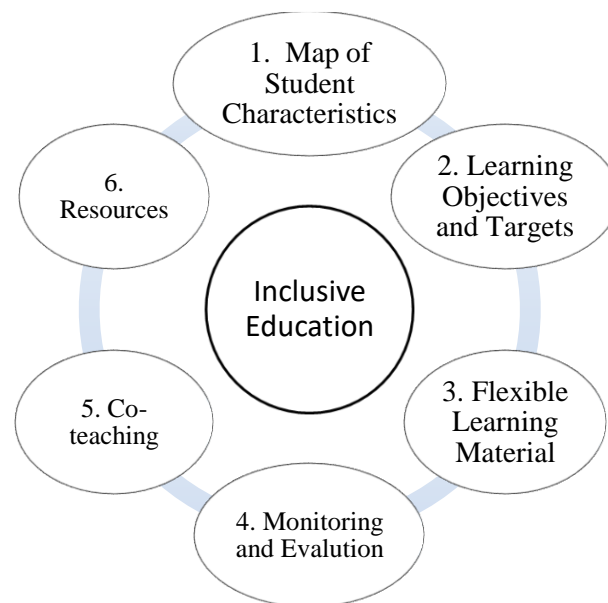 1. Map of
Student
Characteristics
2. Learning
Objectives
and Targets
3. Flexible
Learning
Material
4. Monitoring
and Evalution
5. Co-
teaching
6.
Resources
Inclusive
Education